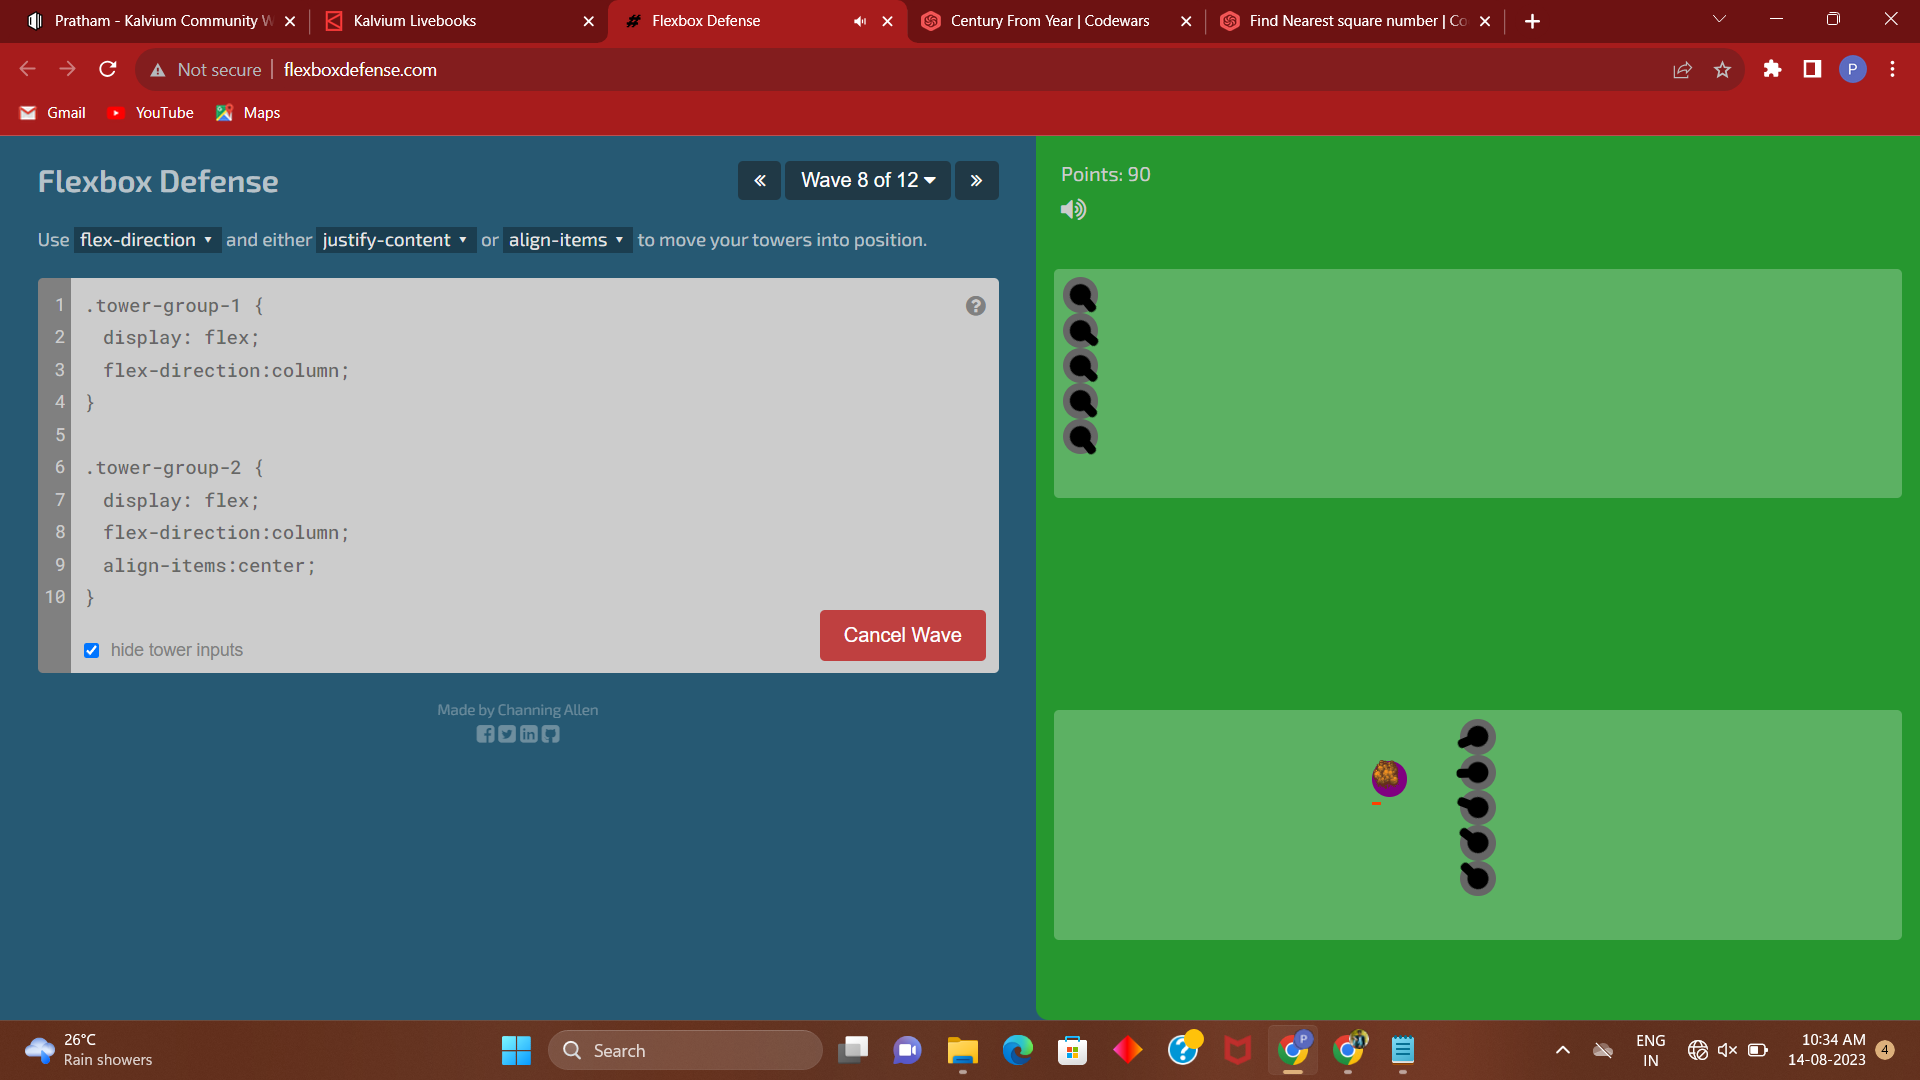 Pratham - Kalvium Community W
Kalvium Livebooks
Flexbox Defense
Century From Year | Codewars
Find Nearest square number | Co
Not secure
flexboxdefense.com
P
Gmail
YouTube
Maps
Flexbox Defense
« Wave 8 of 12 »
Use flex-direction and either justify-content or align-items to move your towers into position.
1 .tower-group-1 {
2 display: flex;
3 flex-direction:column;
4 }
5
6 .tower-group-2 {
7 display: flex;
8 flex-direction:column;
9 align-items:center;
10 }
?
hide tower inputs
Cancel Wave
Made by Channing Allen
Points: 90
26°C
Rain showers
Search
P
ENG
IN
10:34 AM
14-08-2023
4